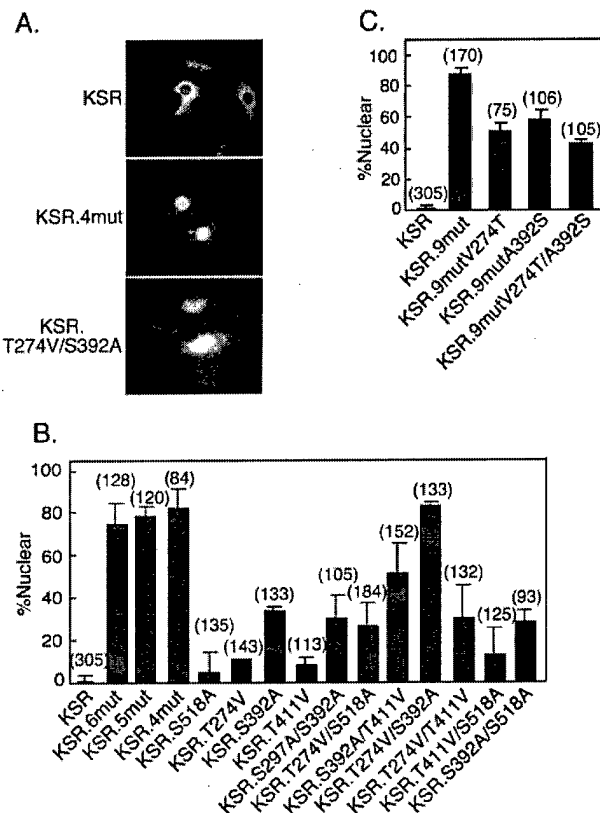 A.
KSR
KSR.4mut
KSR.
T274V/S392A
C.
%Nuclear
100
80
60
40
20
0
(305)
(170)
(75)
(106)
(105)
KSR
KSR.9mut
KSR.9mutV274T
KSR.9mutA392S
KSR.9mutV274T/A392S
B.
%Nuclear
100
80
60
40
20
0
(305)
(128)
(120)
(84)
(135)
(143)
(133)
(113)
(105)
(184)
(152)
(133)
(132)
(125)
(93)
KSR
KSR.6mut
KSR.5mut
KSR.4mut
KSR.S518A
KSR.T274V
KSR.S392A
KSR.T411V
KSR.S297A/S392A
KSR.T274V/S518A
KSR.S392A/T411V
KSR.T274V/S392A
KSR.T274V/T411V
KSR.T411V/S518A
KSR.S392A/S518A